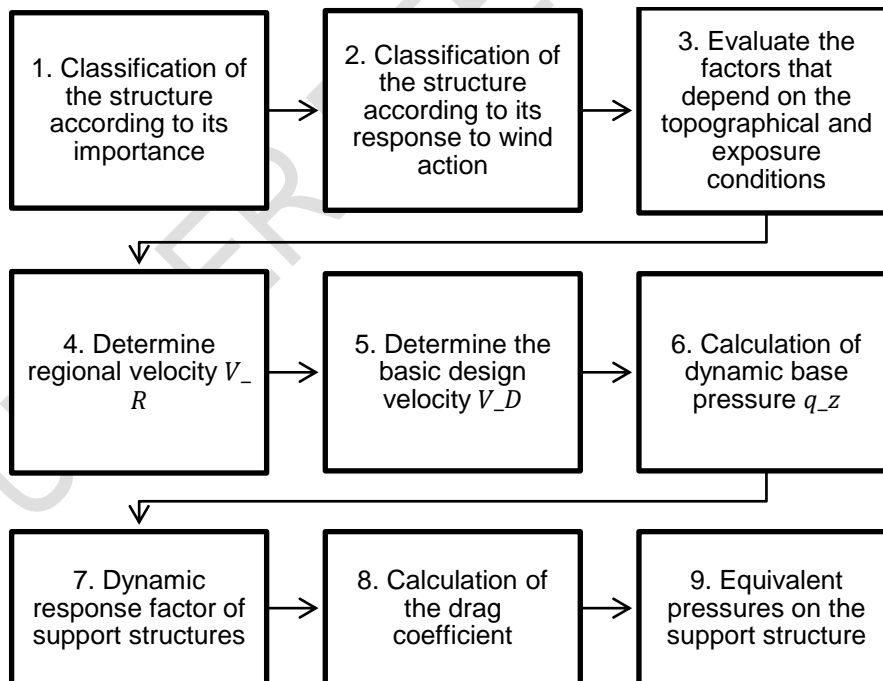 1. Classification of
the structure
according to its
importance
2. Classification of
the structure
according to its
response to wind
action
3. Evaluate the
factors that
depend on the
topographical and
exposure
conditions
4. Determine
regional velocity V_
R
5. Determine the
basic design
velocity V_D
6. Calculation of
dynamic base
pressure q_z
7. Dynamic
response factor of
support structures
8. Calculation of
the drag
coefficient
9. Equivalent
pressures on the
support structure